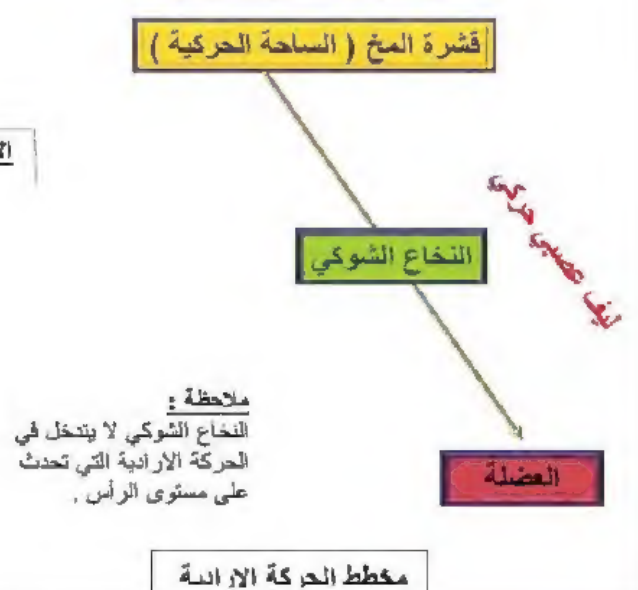 قشرة المخ ( الساحة الحركية )
ليف عصبي حركي
النخاع الشوكي
ملاحظة :
النخاع الشوكي لا يتدخل في
الحركة الارادية التي تحدث
على مستوى الرأس .
العضلة
مخطط الحركة الارادية